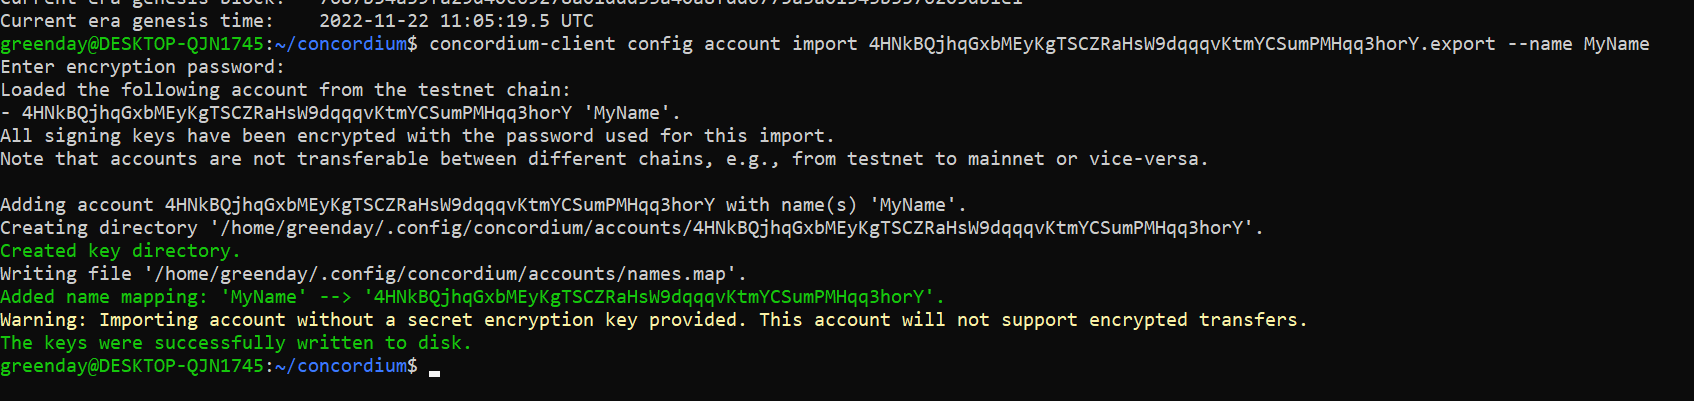 Current era genesis time:    2022-11-22 11:05:19.5 UTC
greenday@DESKTOP-QJN1745:~/concordium$ concordium-client config account import 4HNkBQjhqGxbMEyKgTSCZRaHsW9dqqqvKtmYCSumPMHqq3horY.export --name MyName
Enter encryption password:
Loaded the following account from the testnet chain:
- 4HNkBQjhqGxbMEyKgTSCZRaHsW9dqqqvKtmYCSumPMHqq3horY 'MyName'.
All signing keys have been encrypted with the password used for this import.
Note that accounts are not transferable between different chains, e.g., from testnet to mainnet or vice-versa.
Adding account 4HNkBQjhqGxbMEyKgTSCZRaHsW9dqqqvKtmYCSumPMHqq3horY with name(s) 'MyName'.
Creating directory '/home/greenday/.config/concordium/accounts/4HNkBQjhqGxbMEyKgTSCZRaHsW9dqqqvKtmYCSumPMHqq3horY'.
Created key directory.
Writing file '/home/greenday/.config/concordium/accounts/names.map'.
Added name mapping: 'MyName' --> '4HNkBQjhqGxbMEyKgTSCZRaHsW9dqqqvKtmYCSumPMHqq3horY'.
Warning: Importing account without a secret encryption key provided. This account will not support encrypted transfers.
The keys were successfully written to disk.
greenday@DESKTOP-QJN1745:~/concordium$